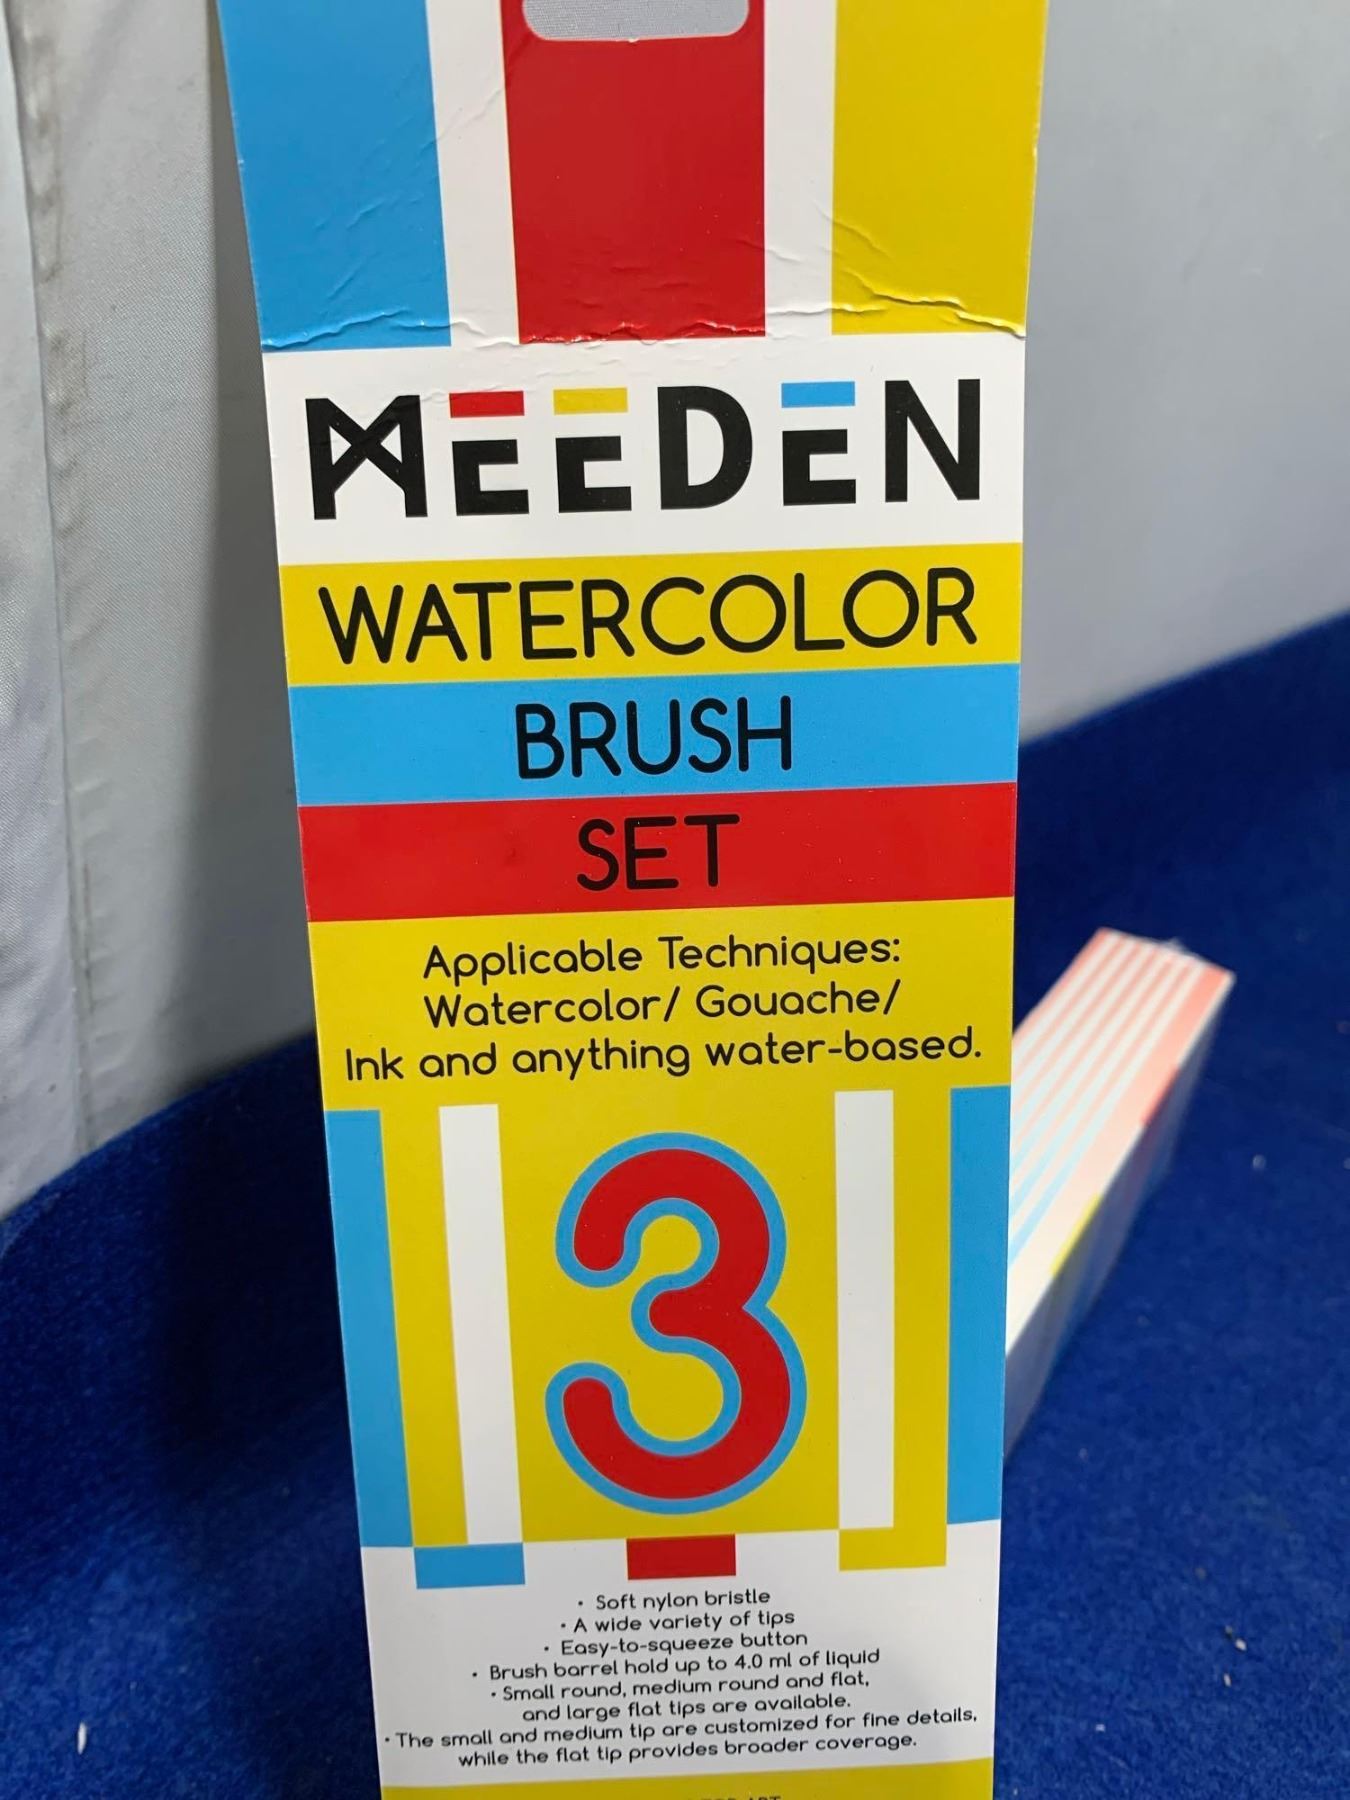 MEEDEN
WATERCOLOR
BRUSH
SET
Applicable Techniques:
Watercolor/ Gouache/
Ink and anything water-based.
3
• Soft nylon bristle
• A wide variety of tips
• Easy-to-squeeze button
• Brush barrel hold up to 4.0 ml of liquid
• Small round, medium round and flat,
and large flat tips are available.
• The small and medium tip are customized for fine details,
while the flat tip provides broader coverage.